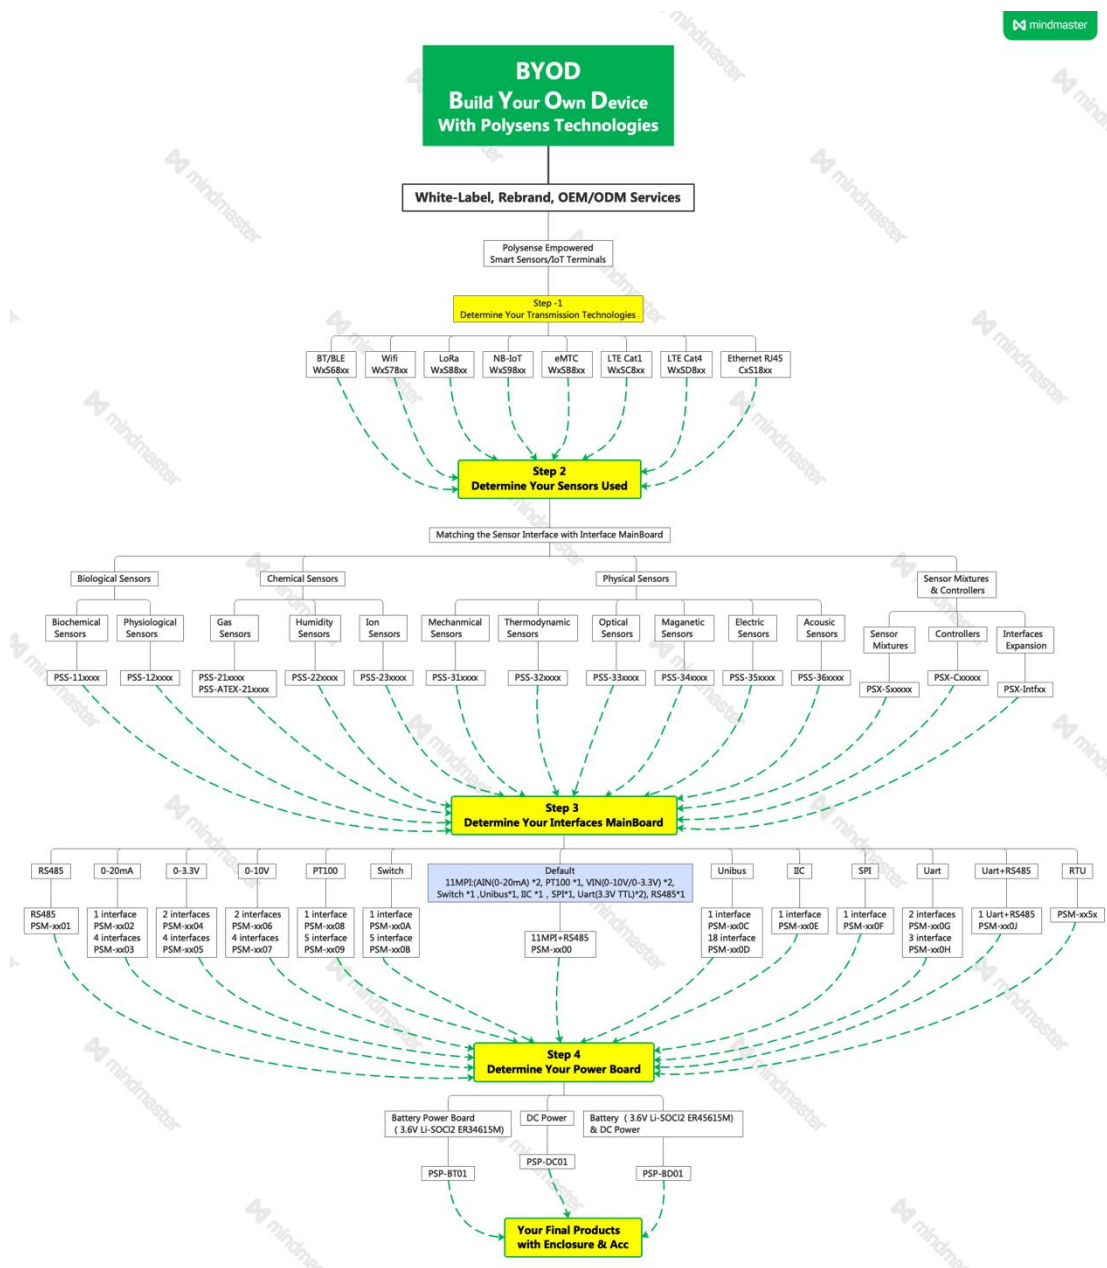 mindmaster
BYOD
Build Your Own Device
With Polysens Technologies
White-Label, Rebrand, OEM/ODM Services
Polysense Empowered
Smart Sensors/IoT Terminals
Step -1
Determine Your Transmission Technologies
BT/BLE
WxS68xx
Wifi
WxS78xx
LoRa
WxS88xx
NB-IoT
WxS98xx
eMTC
WxSB8xx
LTE Cat1
WxSC8xx
LTE Cat4
WxSD8xx
Ethernet RJ45
CxS18xx
Step 2
Determine Your Sensors Used
Matching the Sensor Interface with Interface MainBoard
Biological Sensors
Chemical Sensors
Physical Sensors
Sensor Mixtures
& Controllers
Biochemical
Sensors
Physiological
Sensors
Gas
Sensors
Humidity
Sensors
Ion
Sensors
Mechanmical
Sensors
Thermodynamic
Sensors
Optical
Sensors
Maganetic
Sensors
Electric
Sensors
Acousic
Sensors
Sensor
Mixtures
Controllers
Interfaces
Expansion
PSS-11xxxx
PSS-12xxxx
PSS-21xxxx
PSS-ATEX-21xxxx
PSS-22xxxx
PSS-23xxxx
PSS-31xxxx
PSS-32xxxx
PSS-33xxxx
PSS-34xxxx
PSS-35xxxx
PSS-36xxxx
PSX-Sxxxxx
PSX-Cxxxxx
PSX-Intfxx
Step 3
Determine Your Interfaces MainBoard
RS485
0-20mA
0-3.3V
0-10V
PT100
Switch
Default
11MPI:(AIN(0-20mA) *2, PT100 *1, VIN(0-10V/0-3.3V) *2,
Switch *1 ,Unibus*1, IIC *1 , SPI*1, Uart(3.3V TTL)*2), RS485*1
Unibus
IIC
SPI
Uart
Uart+RS485
RTU
RS485
PSM-xx01
1 interface
PSM-xx02
4 interfaces
PSM-xx03
2 interfaces
PSM-xx04
4 interfaces
PSM-xx05
2 interfaces
PSM-xx06
4 interfaces
PSM-xx07
1 interface
PSM-xx08
5 interface
PSM-xx09
1 interface
PSM-xx0A
5 interface
PSM-xx0B
11MPI+RS485
PSM-xx00
1 interface
PSM-xx0C
18 interface
PSM-xx0D
1 interface
PSM-xx0E
1 interface
PSM-xx0F
2 interfaces
PSM-xx0G
3 interface
PSM-xx0H
1 Uart+RS485
PSM-xx0J
PSM-xx5x
Step 4
Determine Your Power Board
Battery Power Board
( 3.6V Li-SOCl2 ER34615M)
DC Power
Battery ( 3.6V Li-SOCl2 ER45615M)
& DC Power
PSP-BT01
PSP-DC01
PSP-BD01
Your Final Products
with Enclosure & Acc